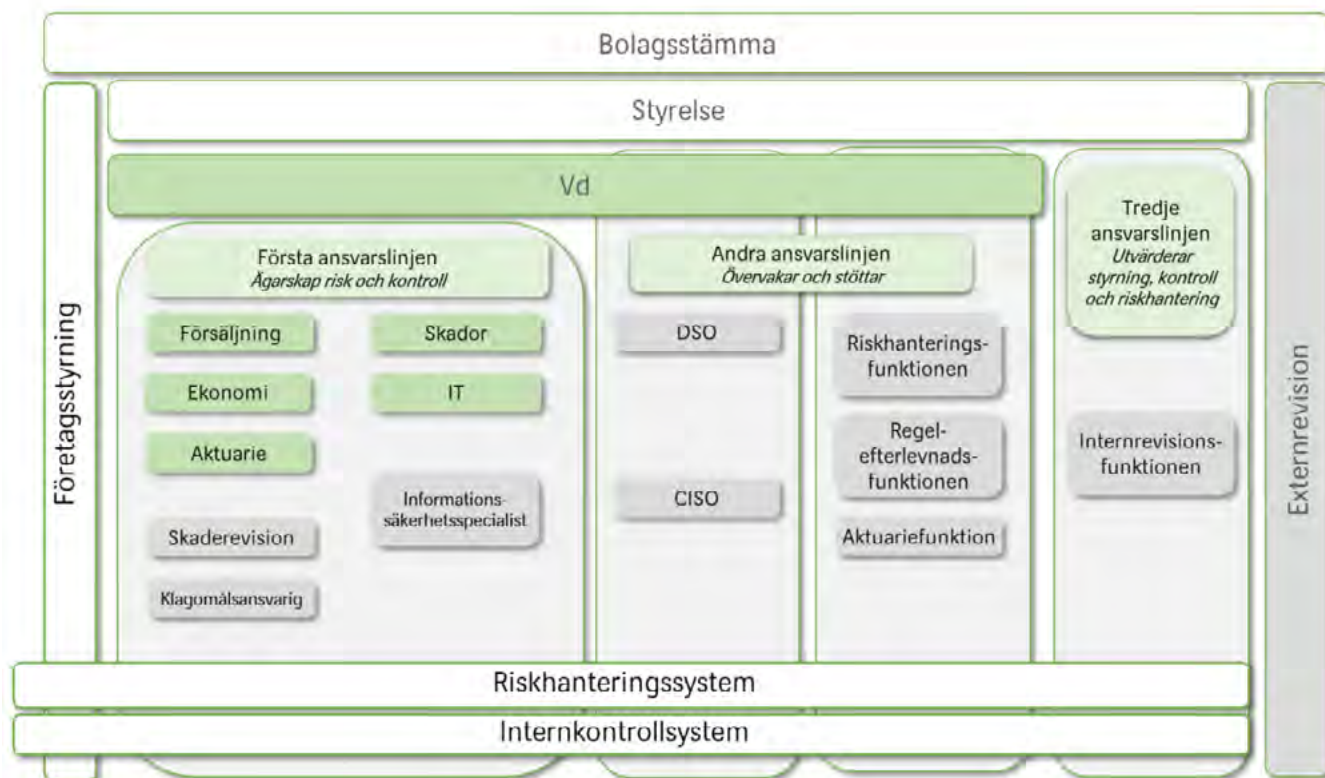 Bolagsstämma
Företagsstyrning
Styrelse
Vd
Första ansvarslinjen
Ägarskap risk och kontroll
Försäljning
Skador
Ekonomi
IT
Aktuarie
Informations-
säkerhetsspecialist
Skaderevision
Klagomålsansvarig
Andra ansvarslinjen
Övervakar och stöttar
DSO
CISO
Riskhanterings-
funktionen
Regel-
efterlevnads-
funktionen
Aktuariefunktion
Tredje
ansvarslinjen
Utvärderar
styrning, kontroll
och riskhantering
Internrevisions-
funktionen
Externrevision
Riskhanteringssystem
Internkontrollsystem